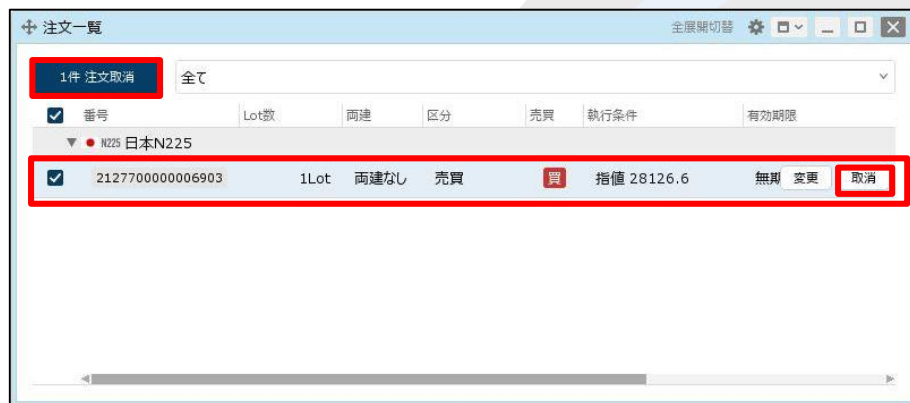 注文一覧 全展開切替
1件 注文取消 全て
番号 Lot数 両建 区分 売買 執行条件 有効期限
N225 日本N225
2127700000006903 1Lot 両建なし 売買 買 指値 28126.6 無期 変更 取消